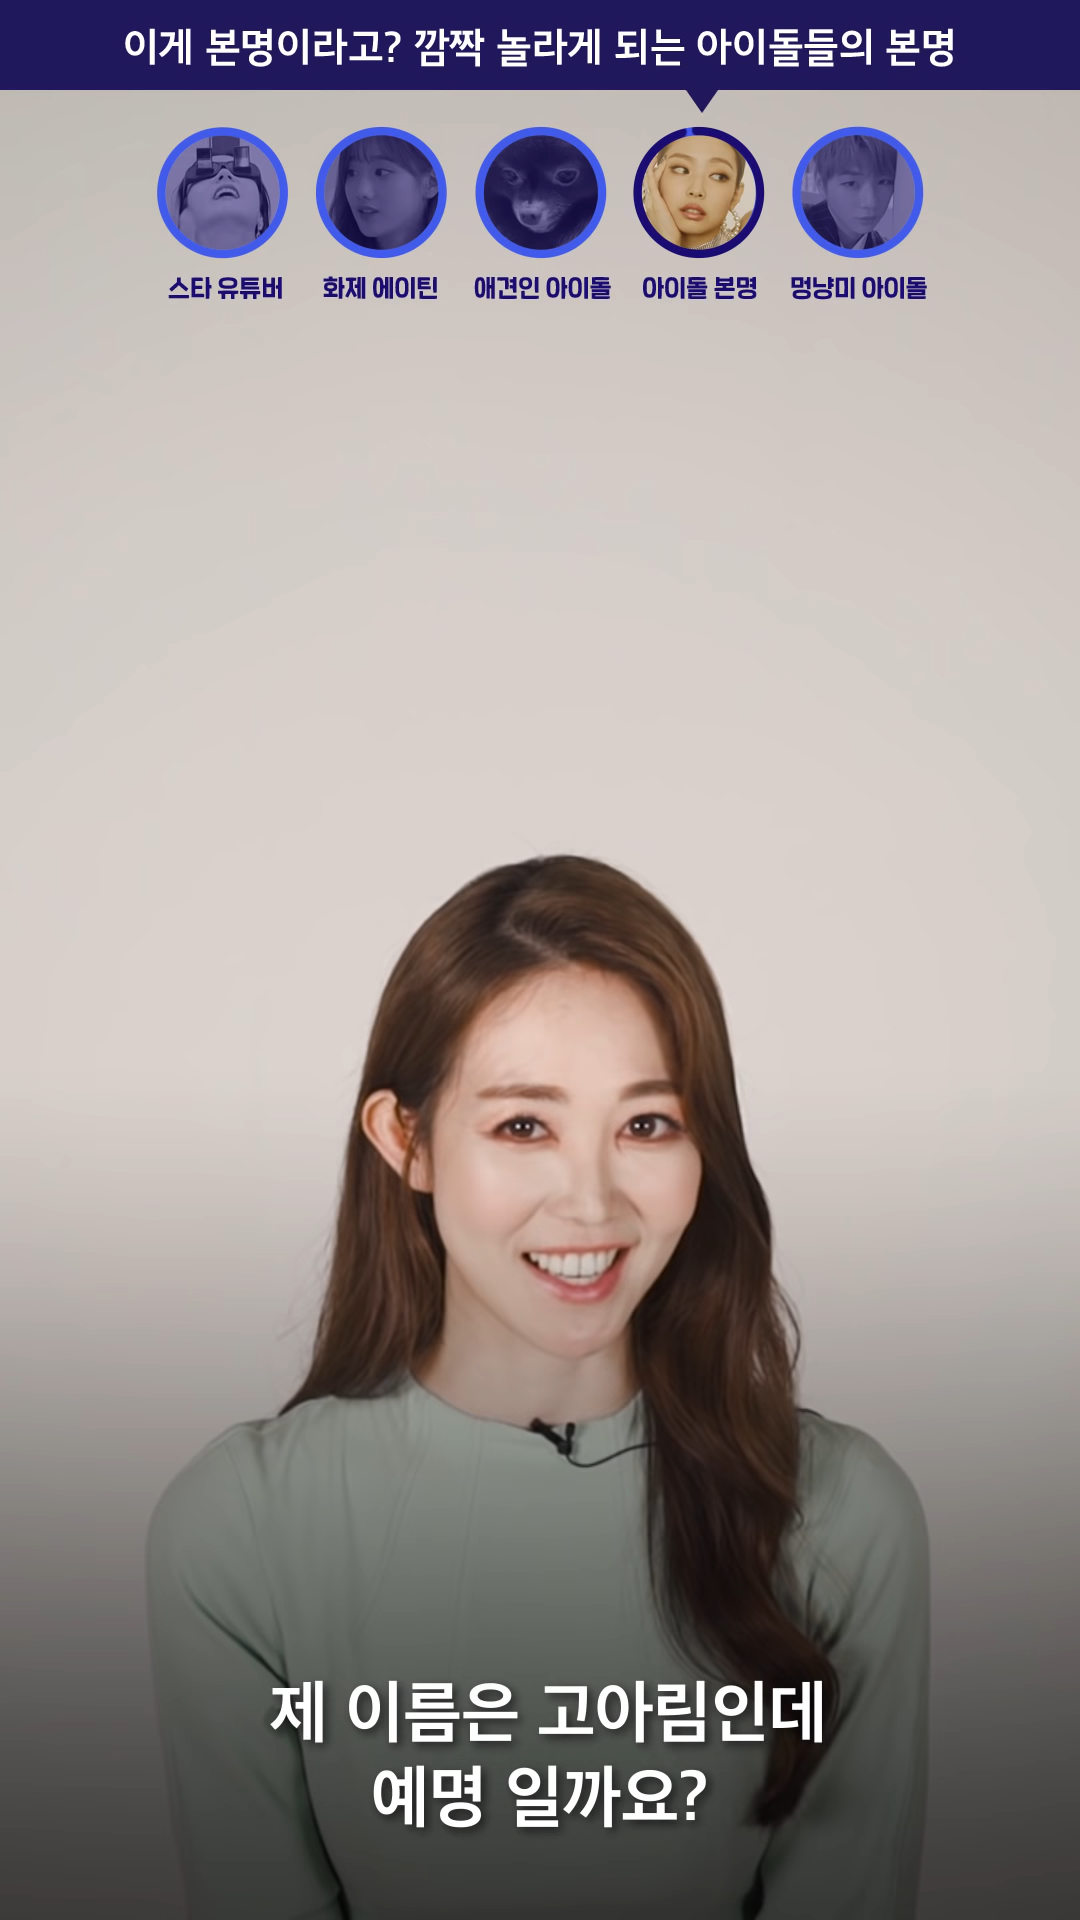 이게 본명이라고? 깜짝 놀라게 되는 아이돌들의 본명
스타 유튜버 화제 에이틴 애견인 아이돌 아이돌 본명 멍냥미 아이돌
제 이름은 고아림인데
예명 일까요?